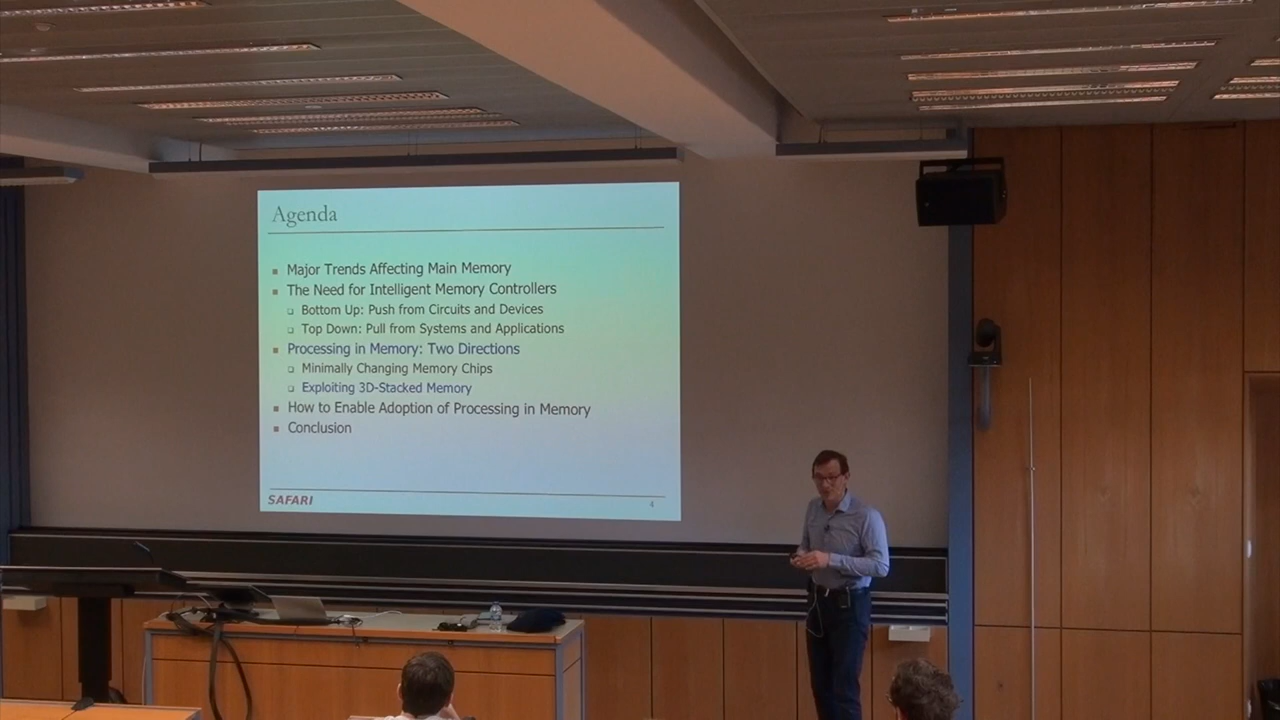 Agenda
Major Trends Affecting Main Memory
The Need for Intelligent Memory Controllers
Bottom Up: Push from Circuits and Devices
Top Down: Pull from Systems and Applications
Processing in Memory: Two Directions
Minimally Changing Memory Chips
Exploiting 3D-Stacked Memory
How to Enable Adoption of Processing in Memory
Conclusion
SAFARI
4